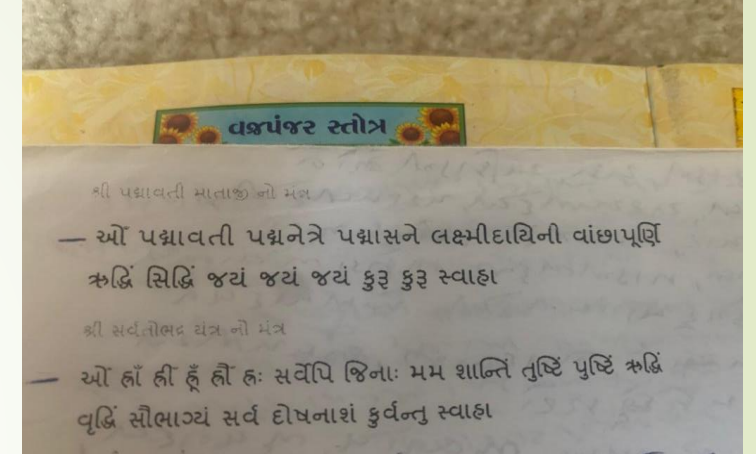 વજ્રપંજર સ્તોત્ર
શ્રી પદ્માવતી માતાજી નો મંત્ર
— ઓઁ પદ્માવતી પદ્મનેત્રે પદ્માસને લક્ષ્મીદાયિની વાંછાપૂર્ણિ
ઋદ્ધિં સિદ્ધિં જયં જયં જયં કુરૂ કુરૂ સ્વાહા
શ્રી સર્વતોભદ્ર યંત્ર નો મંત્ર
— ઓઁ હ્રાઁ હ્રીઁ હ્રૂઁ હ્રૌઁ હ્રઃ સર્વેપિ જિનાઃ મમ શાન્તિં તુષ્ટિં પુષ્ટિં ઋદ્ધિં
વૃદ્ધિં સૌભાગ્યં સર્વ દોષનાશં કુર્વન્તુ સ્વાહા